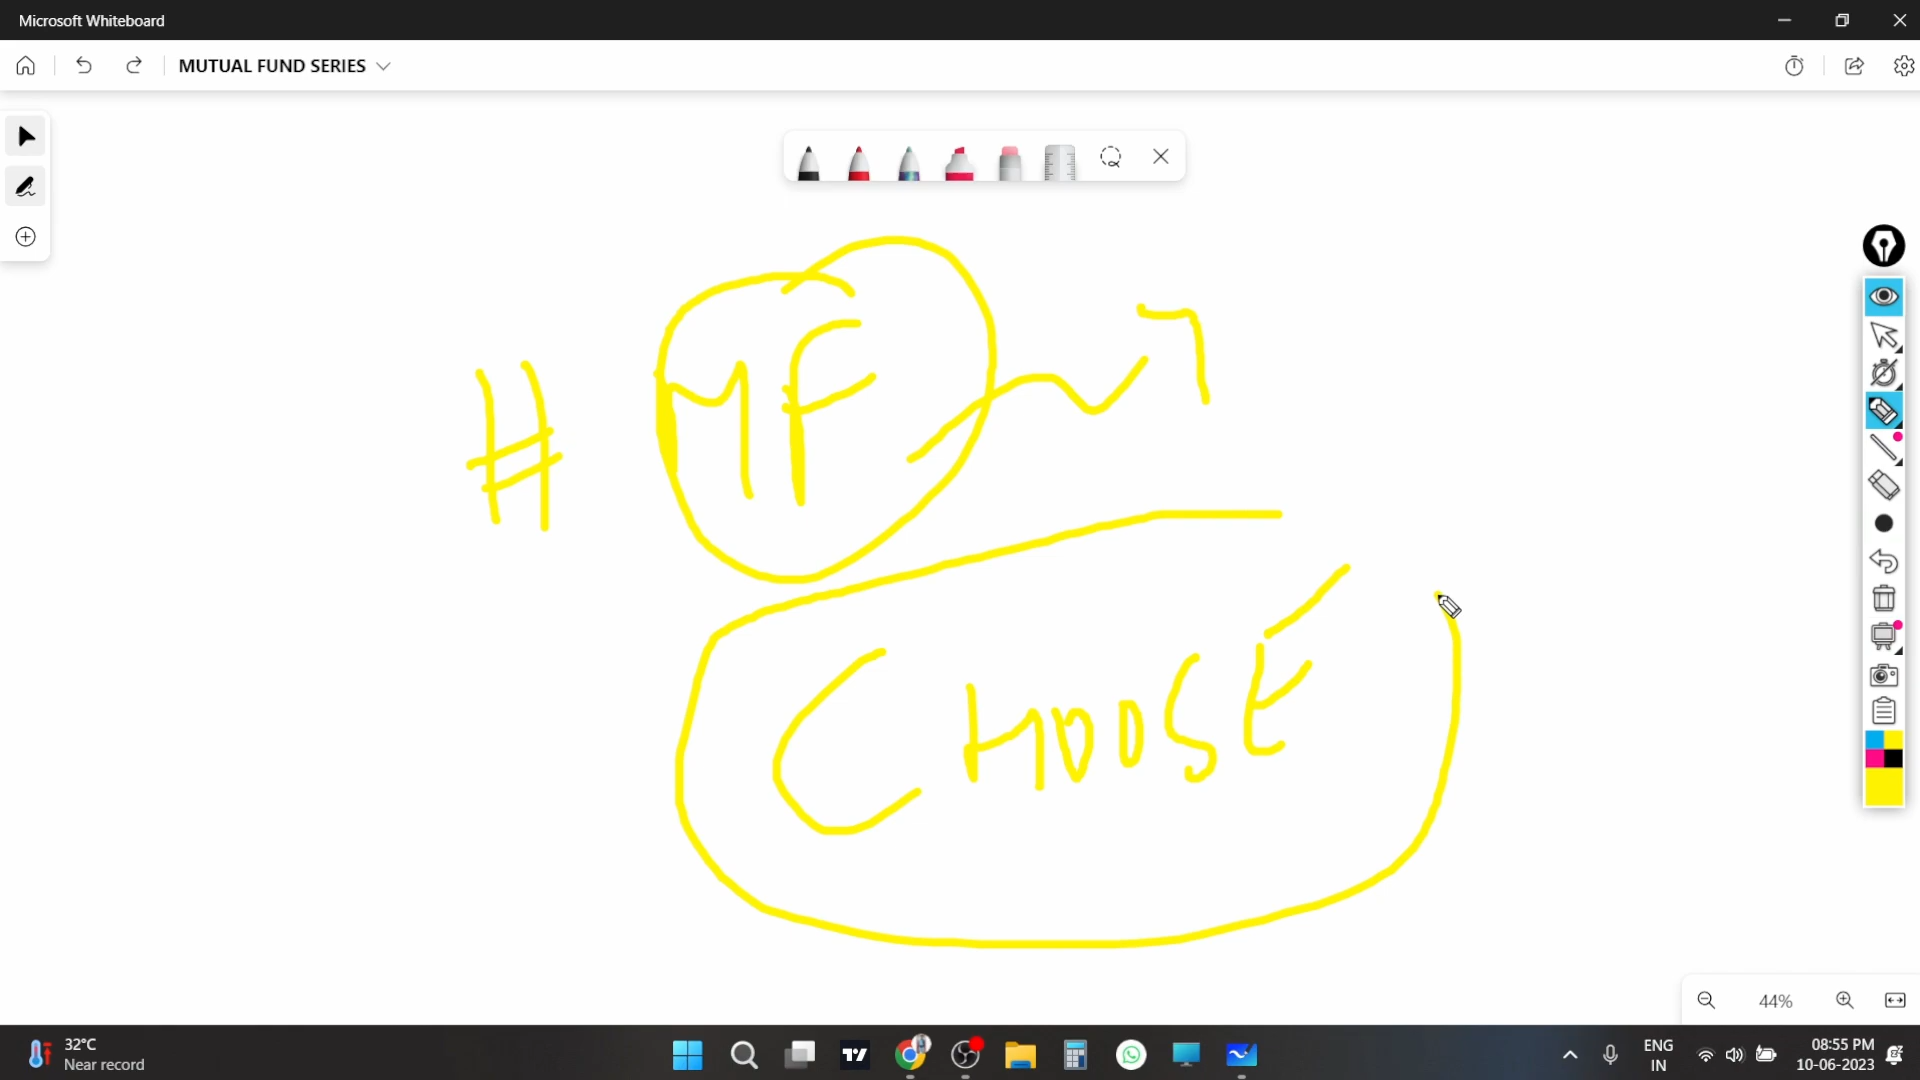 Microsoft Whiteboard
MUTUAL FUND SERIES
# MF
CHOOSE
44%
32°C
Near record
ENG
IN
08:55 PM
10-06-2023